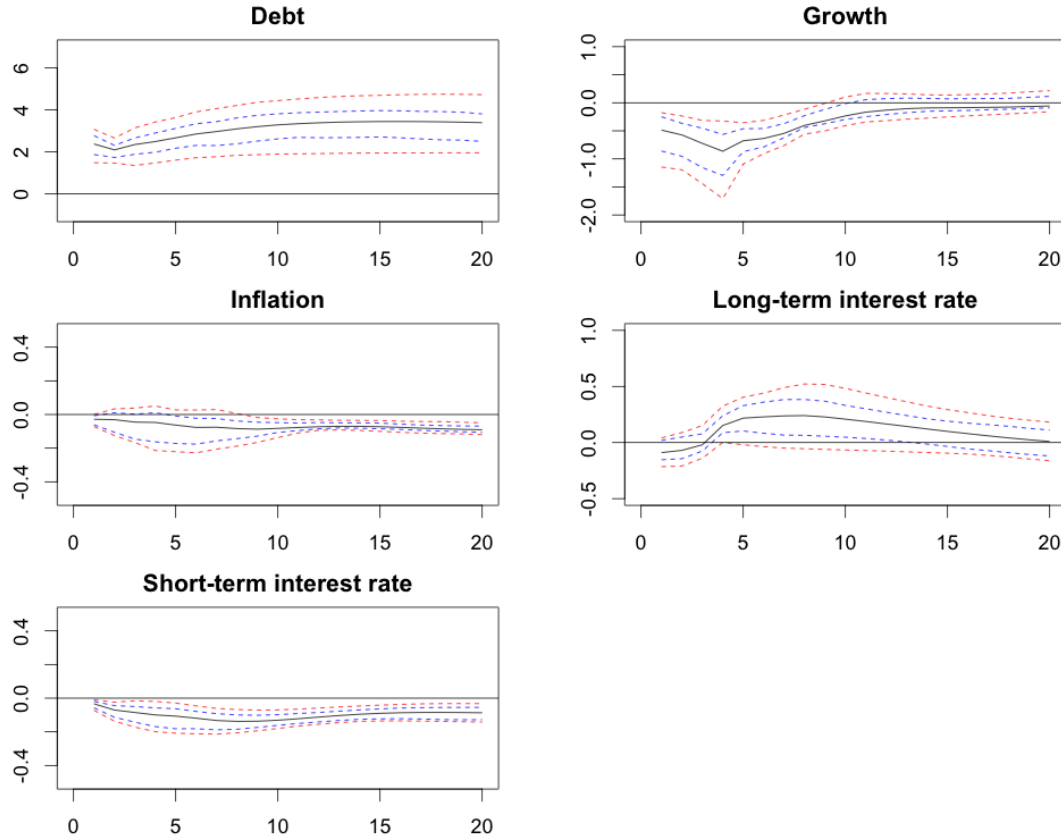 Debt
0 2 4 6
0 5 10 15 20
Growth
-2.0 -1.0 0.0 1.0
0 5 10 15 20
Inflation
-0.4 0.0 0.4
0 5 10 15 20
Long-term interest rate
-0.5 0.0 0.5 1.0
0 5 10 15 20
Short-term interest rate
-0.4 0.0 0.4
0 5 10 15 20